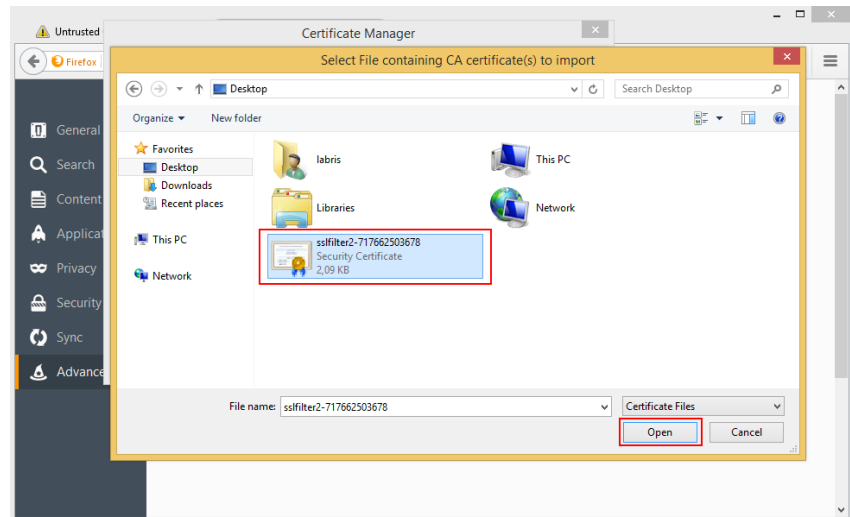 Untrusted
Certificate Manager
Firefox
Select File containing CA certificate(s) to import
Desktop
Search Desktop
Organize
New folder
General
Search
Content
Applicat
Privacy
Security
Sync
Advance
Favorites
Desktop
Downloads
Recent places
This PC
Network
labris
This PC
Libraries
Network
sslfilter2-717662503678
Security Certificate
2,09 KB
File name:
sslfilter2-717662503678
Certificate Files
Open
Cancel